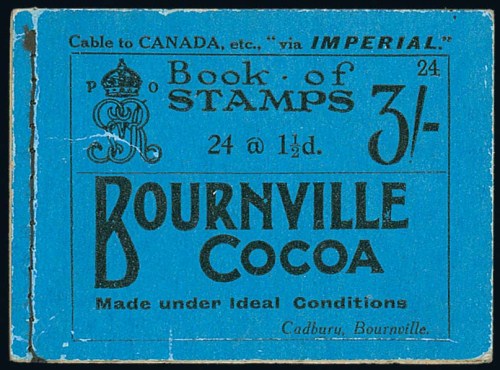 Cable to CANADA, etc., "via IMPERIAL."
24
P O
GRV
Book · of
STAMPS
3/-
24 @ 1½d.
BOURNVILLE
COCOA
Made under Ideal Conditions
Cadbury, Bournville.